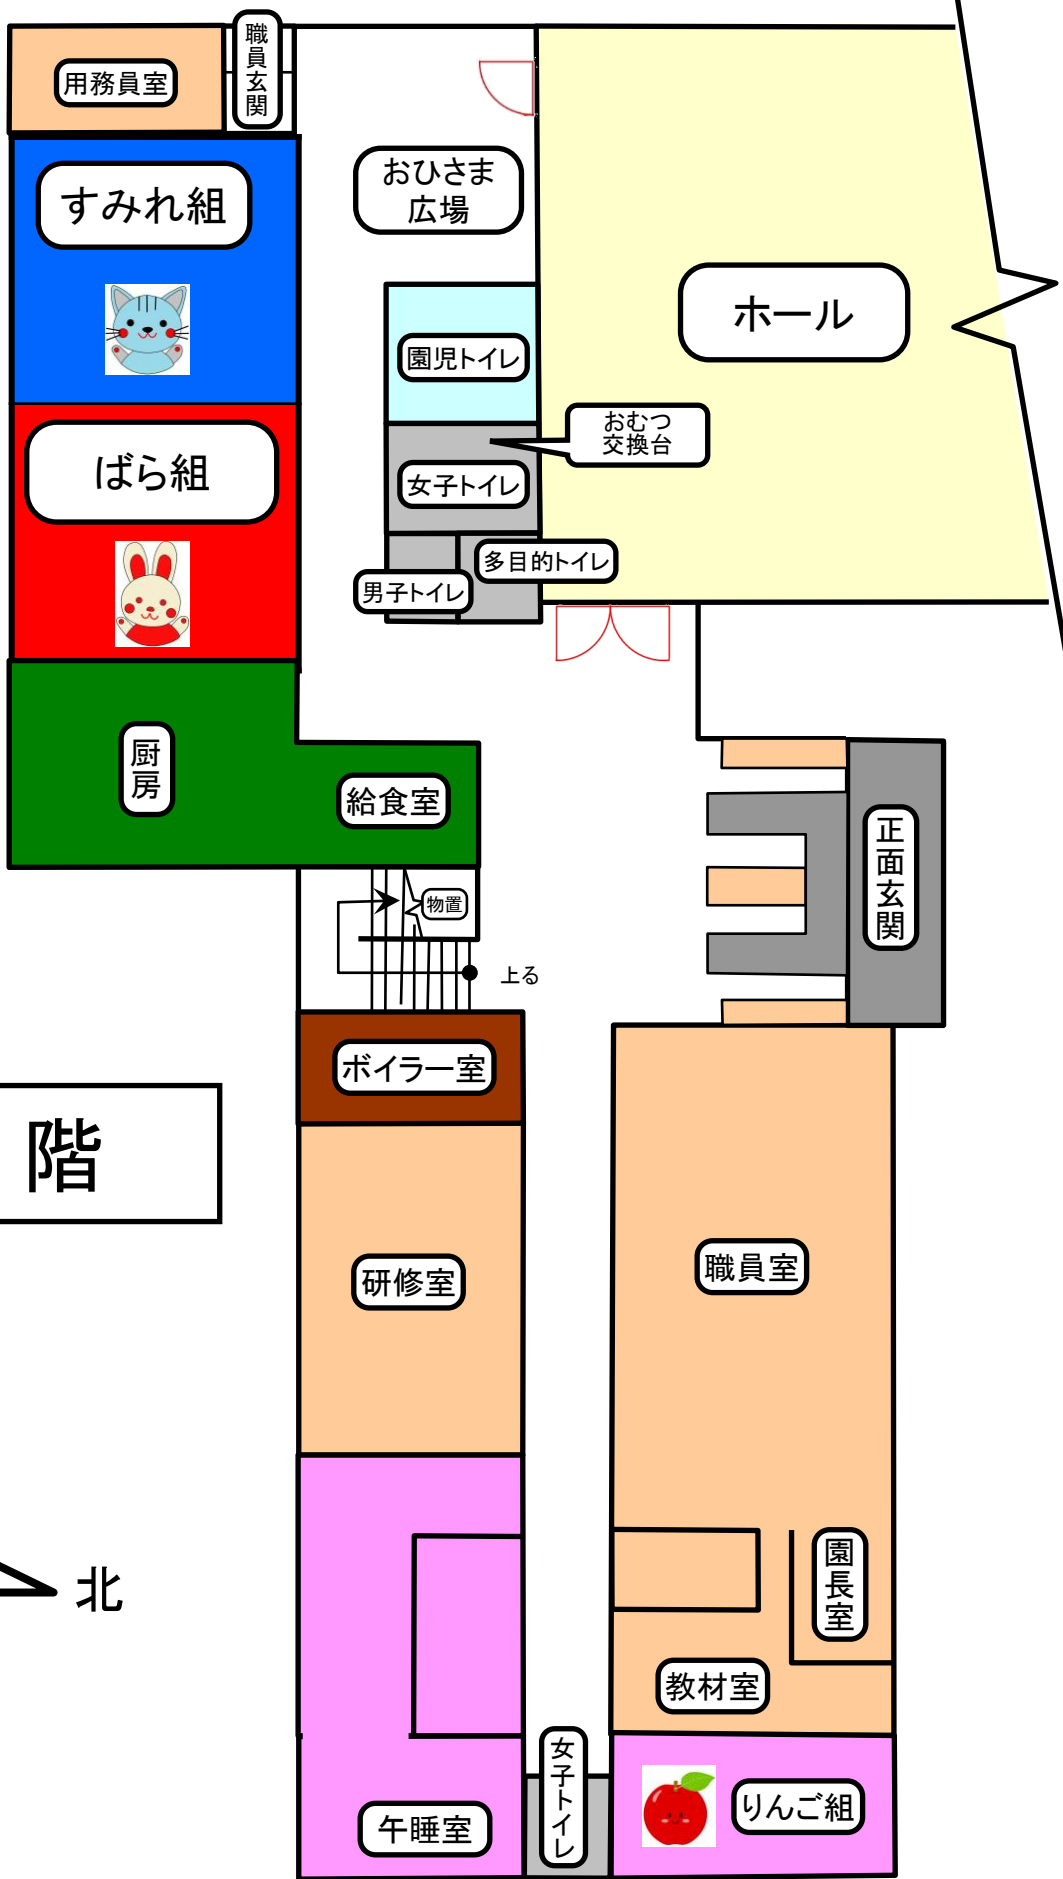 職員玄関
用務員室
すみれ組
おひさま
広場
ホール
園児トイレ
おむつ
交換台
ばら組
女子トイレ
多目的トイレ
男子トイレ
厨房
給食室
正面玄関
物置
上る
ボイラー室
階
研修室
職員室
北
園長室
教材室
女子トイレ
午睡室
りんご組